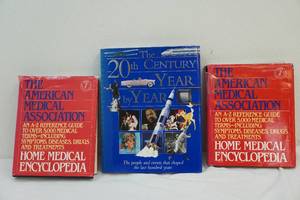 THE
AMERICAN
MEDICAL
ASSOCIATION
AN A-Z REFERENCE GUIDE
TO OVER 5,000 MEDICAL
TERMS—INCLUDING
SYMPTOMS, DISEASES, DRUGS
AND TREATMENTS
HOME MEDICAL
ENCYCLOPEDIA
The
20th CENTURY
YEAR
by YEAR
The people and events that shaped
the last hundred years
THE
AMERICAN
MEDICAL
ASSOCIATION
AN A-Z REFERENCE GUIDE
TO OVER 5,000 MEDICAL
TERMS—INCLUDING
SYMPTOMS, DISEASES, DRUGS
AND TREATMENTS
HOME MEDICAL
ENCYCLOPEDIA